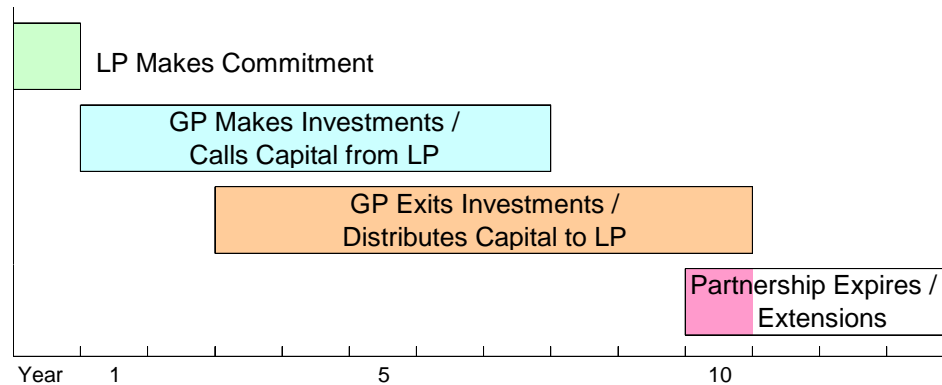 LP Makes Commitment
GP Makes Investments /
Calls Capital from LP
GP Exits Investments /
Distributes Capital to LP
Partnership Expires /
Extensions
Year 1 5 10